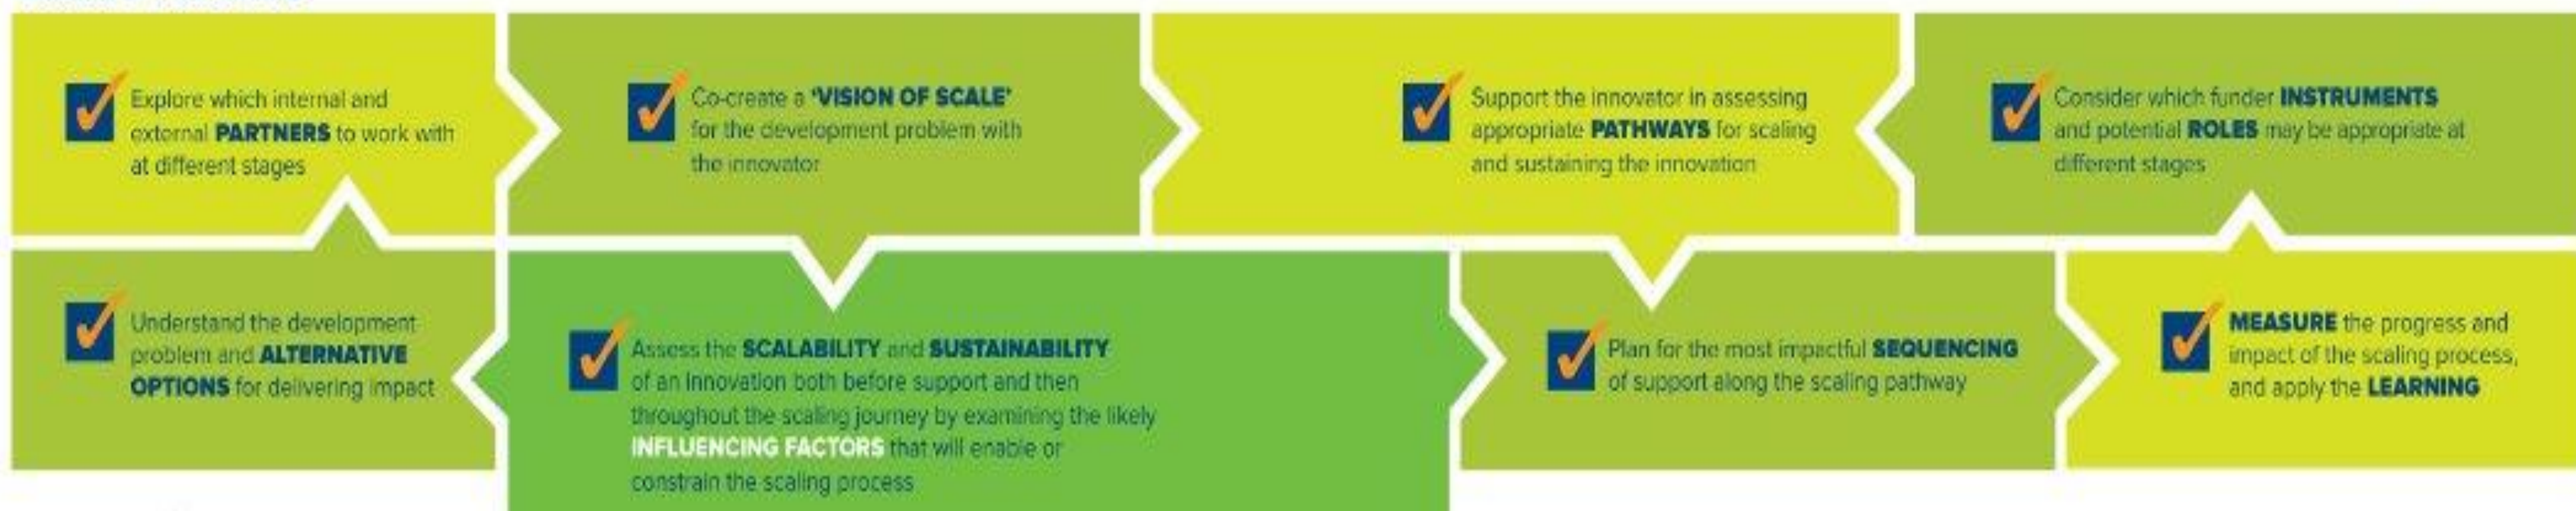 Explore which internal and
external PARTNERS to work with
at different stages
Co-create a 'VISION OF SCALE'
for the development problem with
the innovator
Support the innovator in assessing
appropriate PATHWAYS for scaling
and sustaining the innovation
Consider which funder INSTRUMENTS
and potential ROLES may be appropriate at
different stages
Understand the development
problem and ALTERNATIVE
OPTIONS for delivering impact
Assess the SCALABILITY and SUSTAINABILITY
of an innovation both before support and then
throughout the scaling journey by examining the likely
INFLUENCING FACTORS that will enable or
constrain the scaling process
Plan for the most impactful SEQUENCING
of support along the scaling pathway
MEASURE the progress and
impact of the scaling process,
and apply the LEARNING